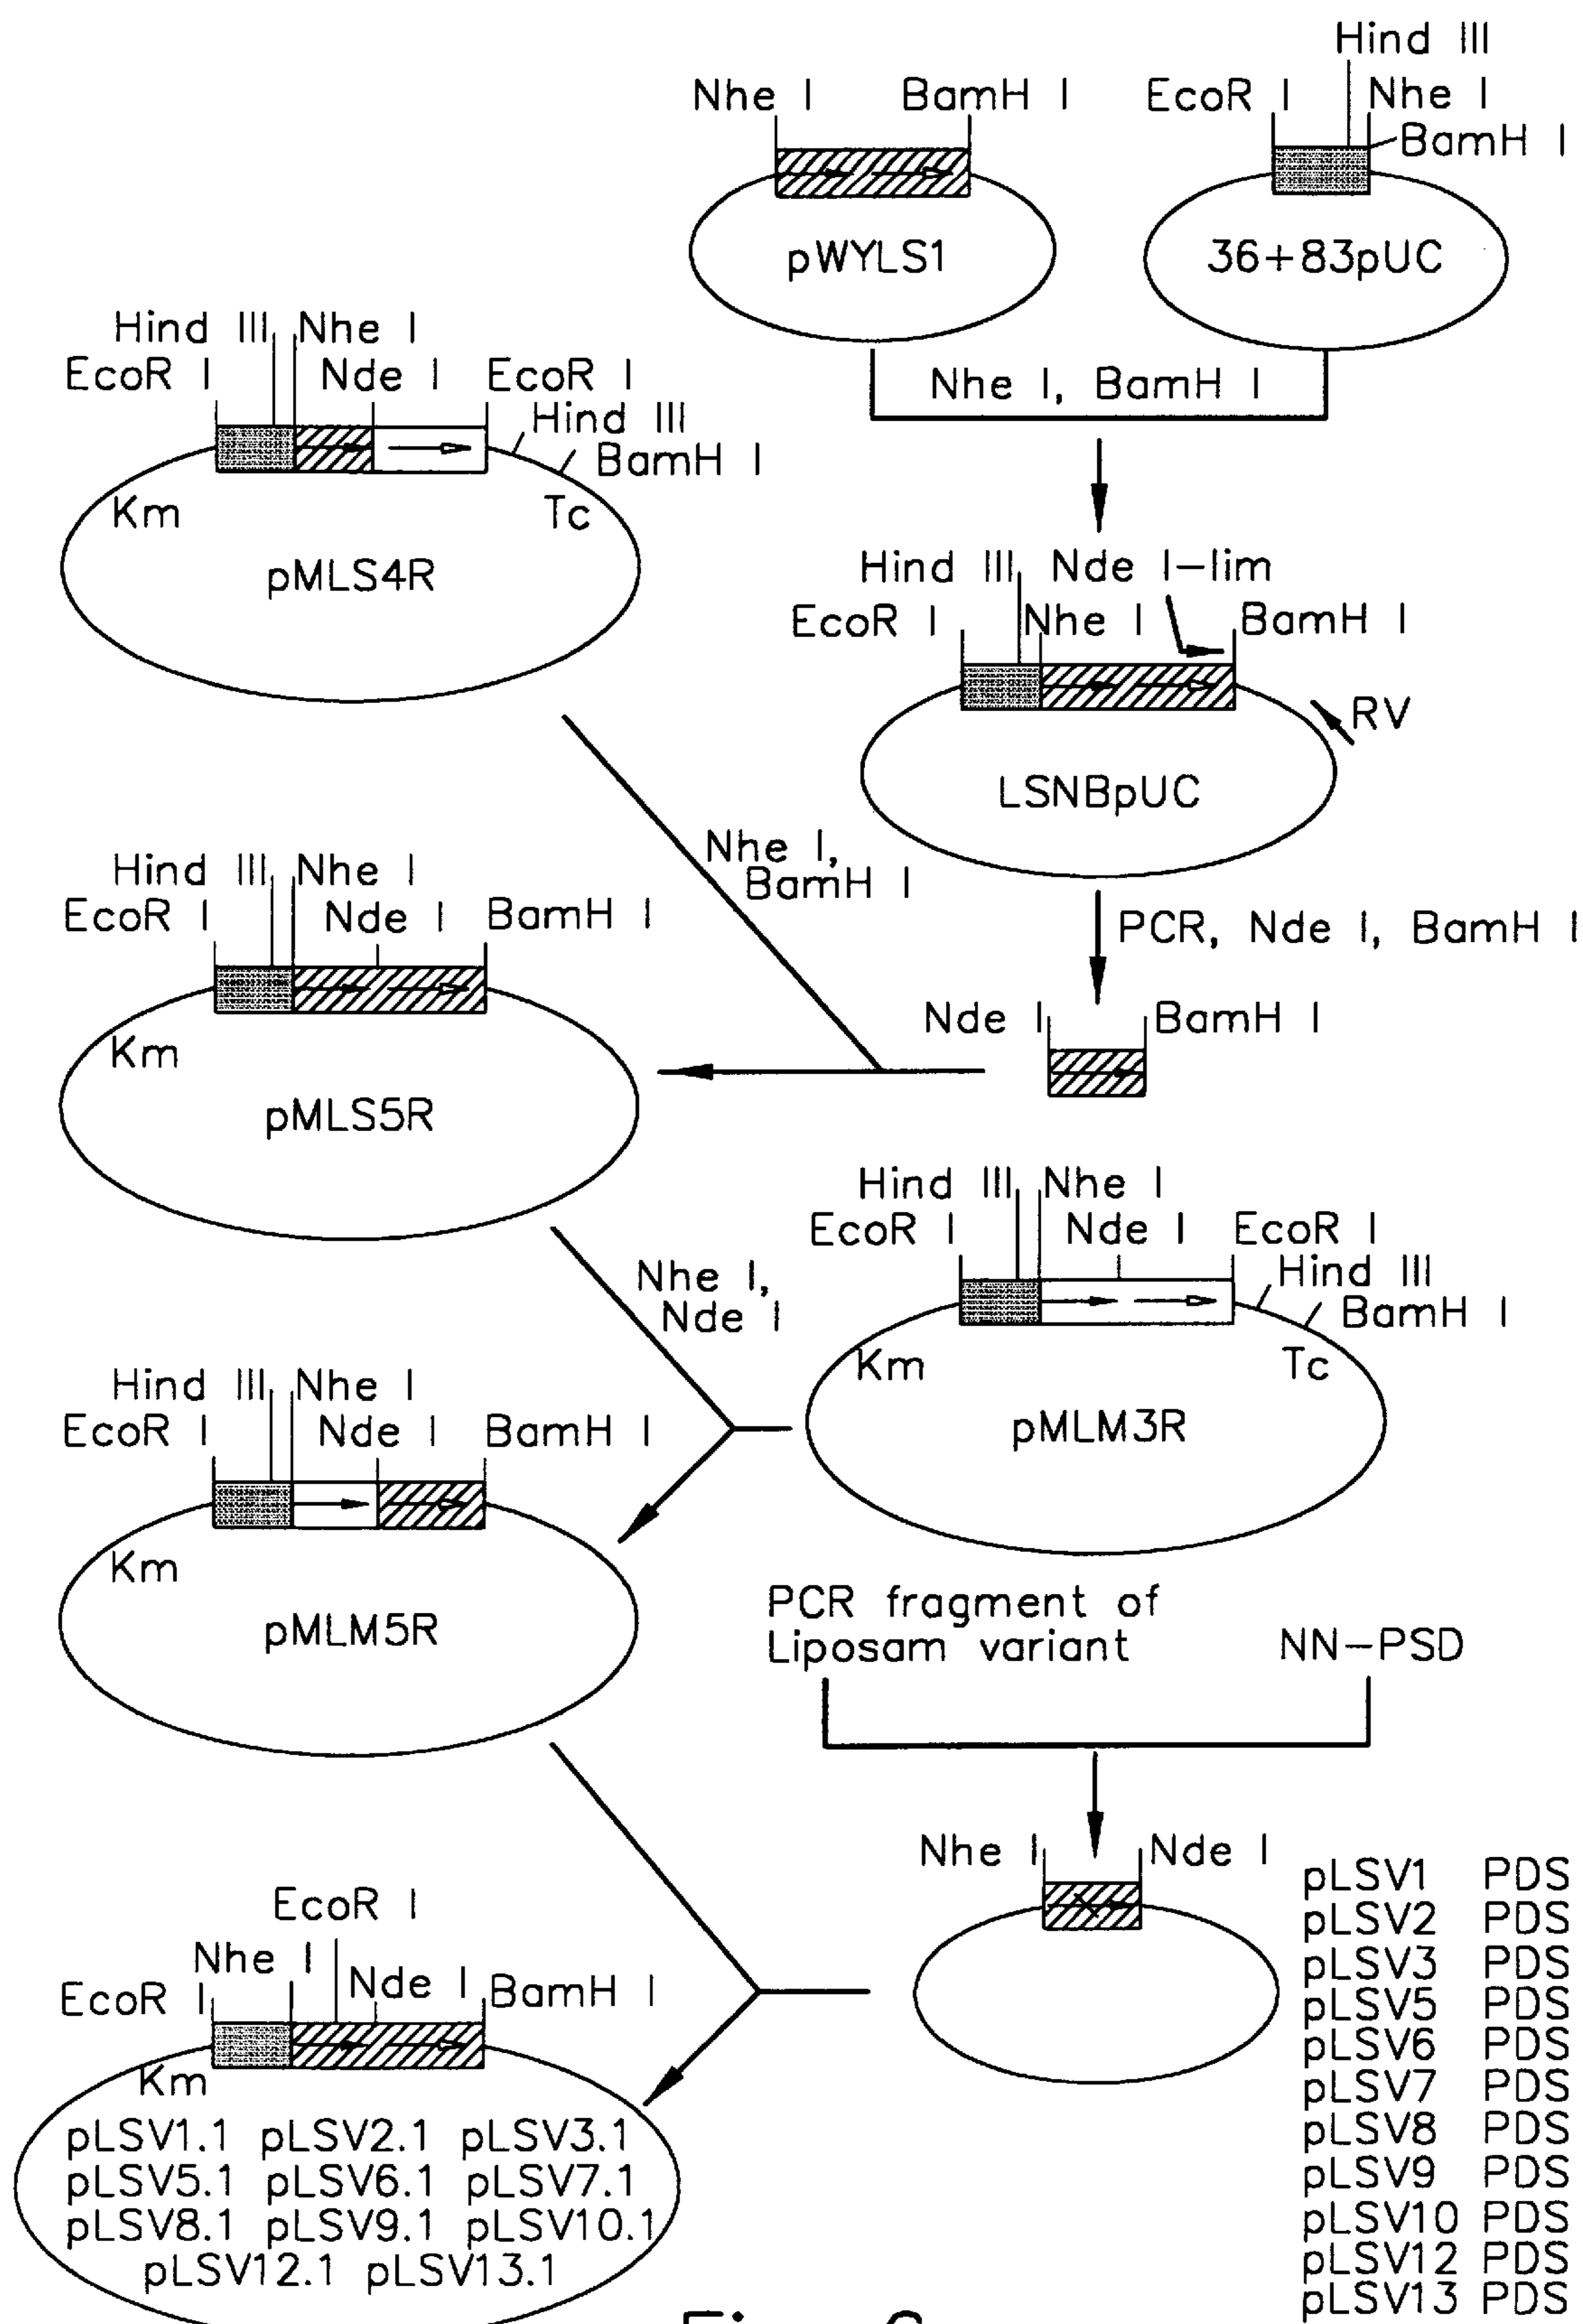 Hind III
Nhe I BamH I EcoR I Nhe I
BamH I
pWYLS1 36+83pUC
Nhe I, BamH I
Hind III Nhe I
EcoR I Nde I EcoR I
Hind III
BamH I
Km Tc
pMLS4R
Hind III Nde I-lim
EcoR I Nhe I BamH I
RV
LSNBpUC
Nhe I,
BamH I
PCR, Nde I, BamH I
Nde I BamH I
Hind III Nhe I
EcoR I Nde I BamH I
Km
pMLS5R
Nhe I,
Nde I
Hind III Nhe I
EcoR I Nde I EcoR I
Hind III
BamH I
Km Tc
pMLM3R
Hind III Nhe I
EcoR I Nde I BamH I
Km
pMLM5R
PCR fragment of
Liposam variant NN-PSD
Nhe I Nde I
pLSV1 PDS
pLSV2 PDS
pLSV3 PDS
pLSV5 PDS
pLSV6 PDS
pLSV7 PDS
pLSV8 PDS
pLSV9 PDS
pLSV10 PDS
pLSV12 PDS
pLSV13 PDS
EcoR I
Nhe I
EcoR I Nde I BamH I
Km
pLSV1.1 pLSV2.1 pLSV3.1
pLSV5.1 pLSV6.1 pLSV7.1
pLSV8.1 pLSV9.1 pLSV10.1
pLSV12.1 pLSV13.1